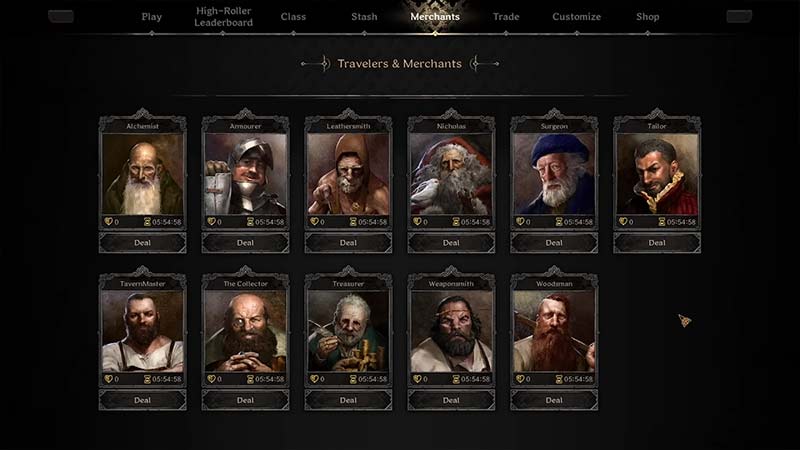 Play
High-Roller
Leaderboard
Class
Stash
Merchants
Trade
Customize
Shop
Travelers & Merchants
Alchemist
Armourer
Leathersmith
Nicholas
Surgeon
Tailor
0 05:54:58
0 05:54:58
0 05:54:58
0 05:54:58
0 05:54:58
0 05:54:58
Deal
Deal
Deal
Deal
Deal
Deal
TavernMaster
The Collector
Treasurer
Weaponsmith
Woodsman
0 05:54:58
0 05:54:58
0 05:54:58
0 05:54:58
0 05:54:58
Deal
Deal
Deal
Deal
Deal